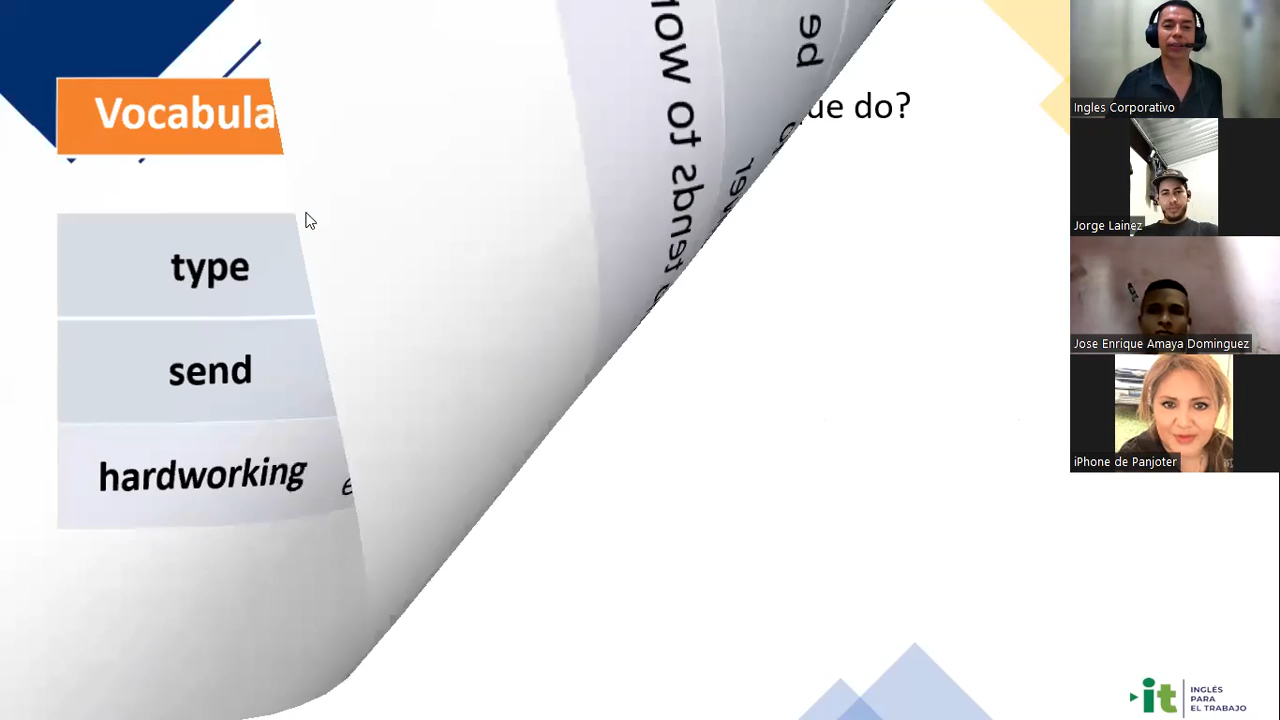 Vocabula
ue do?
type
send
hardworking
Ingles Corporativo
Jorge Lainez
Jose Enrique Amaya Dominguez
iPhone de Panjoter
it
INGLÉS
PARA
EL TRABAJO